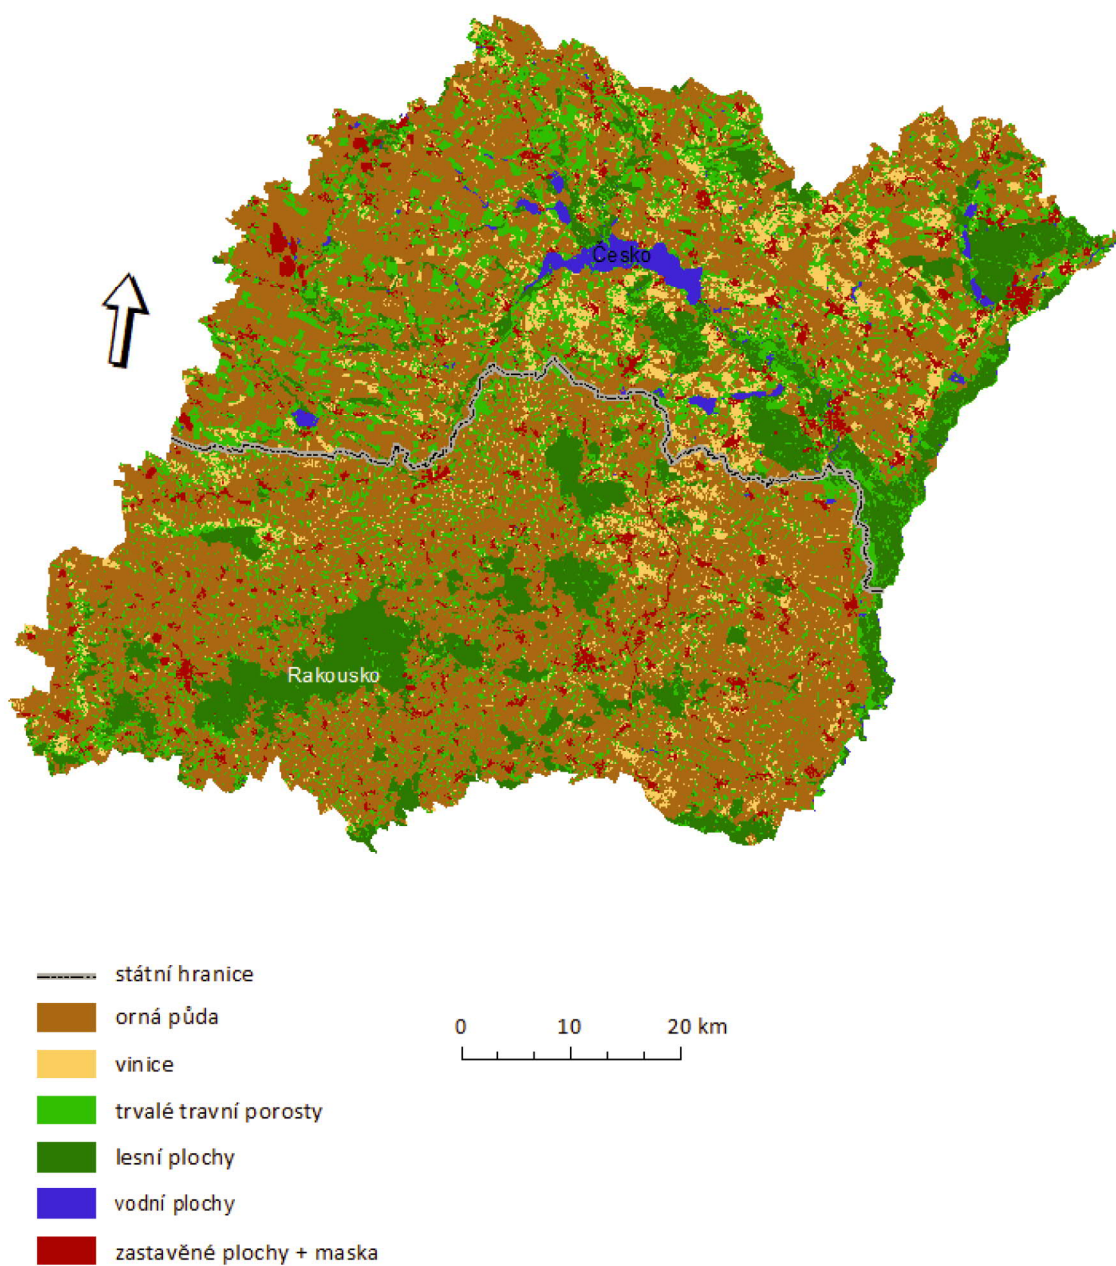 Česko
Rakousko
státní hranice
orná půda
vinice
trvalé travní porosty
lesní plochy
vodní plochy
zastavěné plochy + maska
0 10 20 km